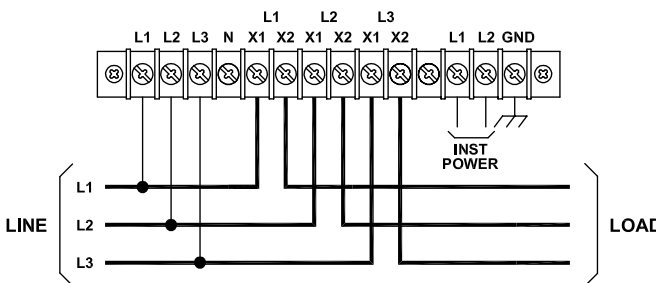 L1 L2 L3
L1 L2 L3 N X1 X2 X1 X2 X1 X2 L1 L2 GND
INST
POWER
L1
LINE L2 LOAD
L3